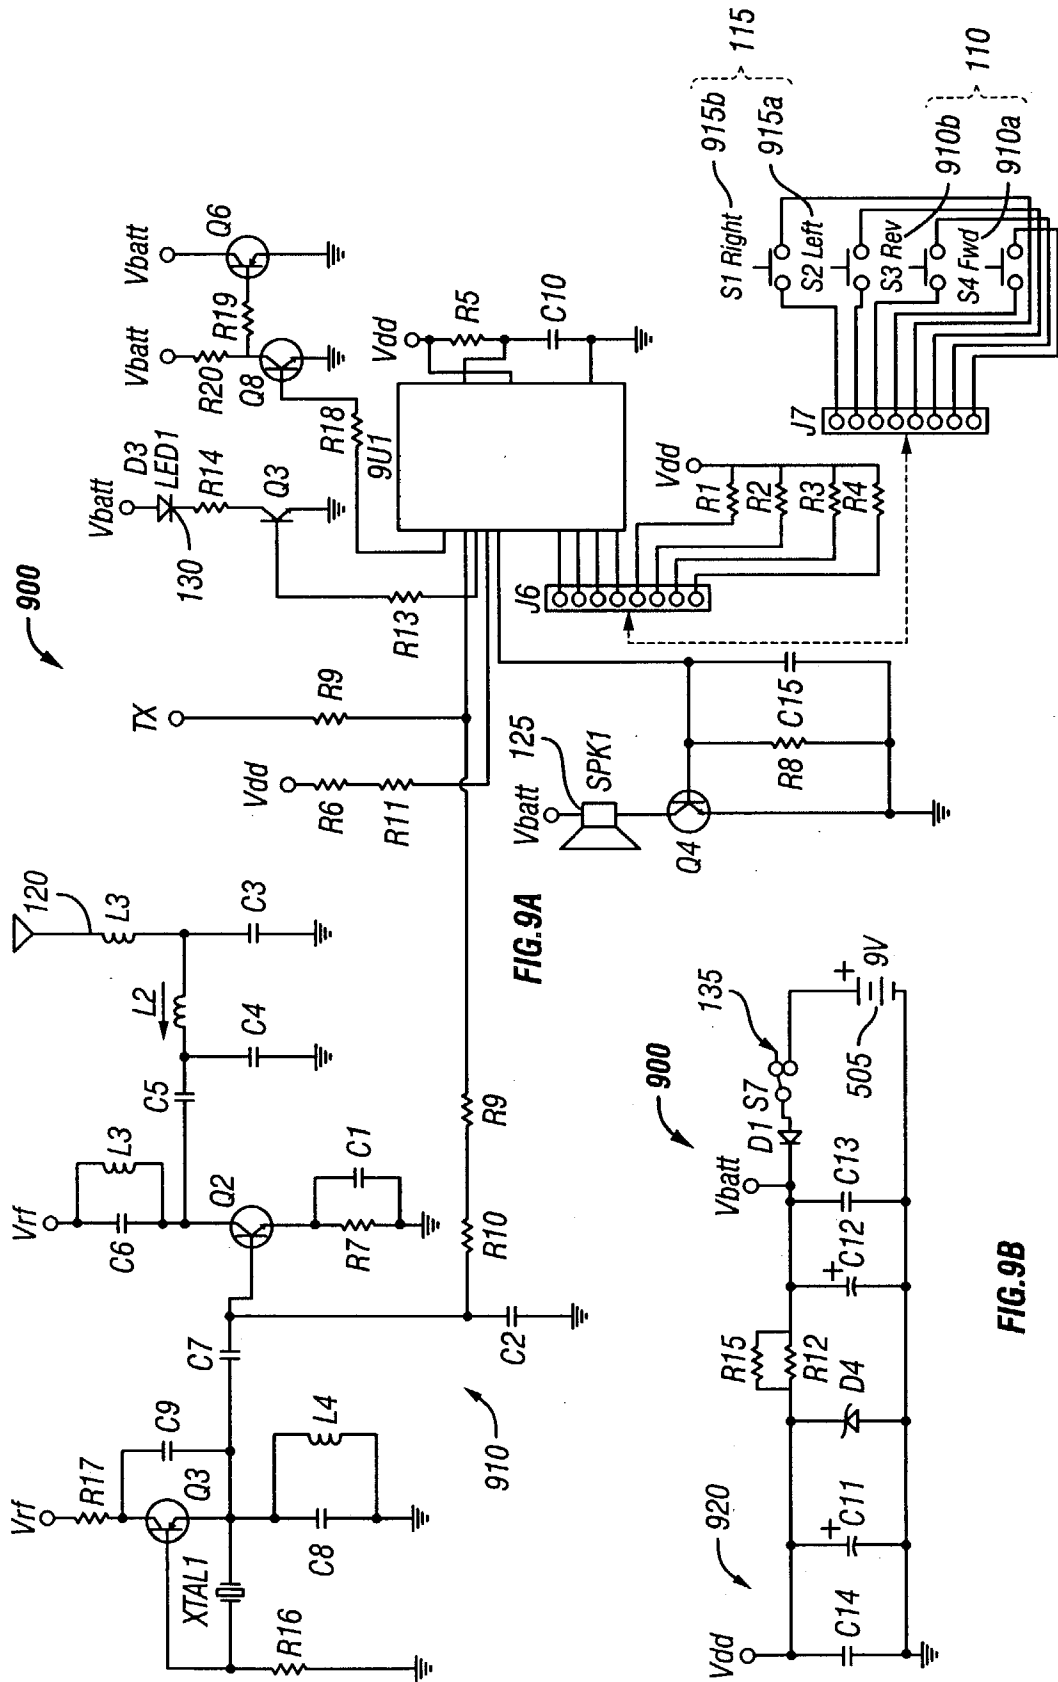 900
Vrf
R17
C9
Q3
XTAL1
R16
C8
L4
C7
910
Vrf
C6
L3
Q2
C5
R7
C1
C2
R10
R9
L2
C4
120
L3
C3
Vdd
R6
R11
TX
R9
R13
Vbatt
D3
LED1
130
R14
Q3
Vbatt
R20
Q8
R19
R18
Vbatt
Q6
9U1
Vdd
R5
C10
Vbatt
125
SPK1
Q4
R8
C15
J6
Vdd
R1
R2
R3
R4
J7
S1 Right
S2 Left
S3 Rev
S4 Fwd
915b
915a
115
910b
910a
110
FIG.9A
920
900
Vdd
C14
C11
+
D4
R15
R12
C12
+
C13
Vbatt
D1
S7
135
505
+
9V
FIG.9B